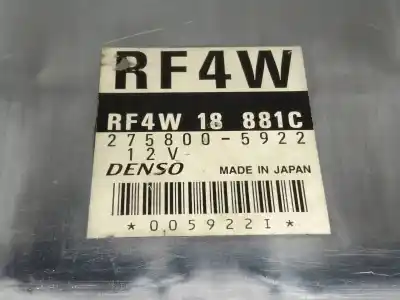 RF4W
RF4W 18 881C
275800-5922
12V
DENSO MADE IN JAPAN
*005922I*